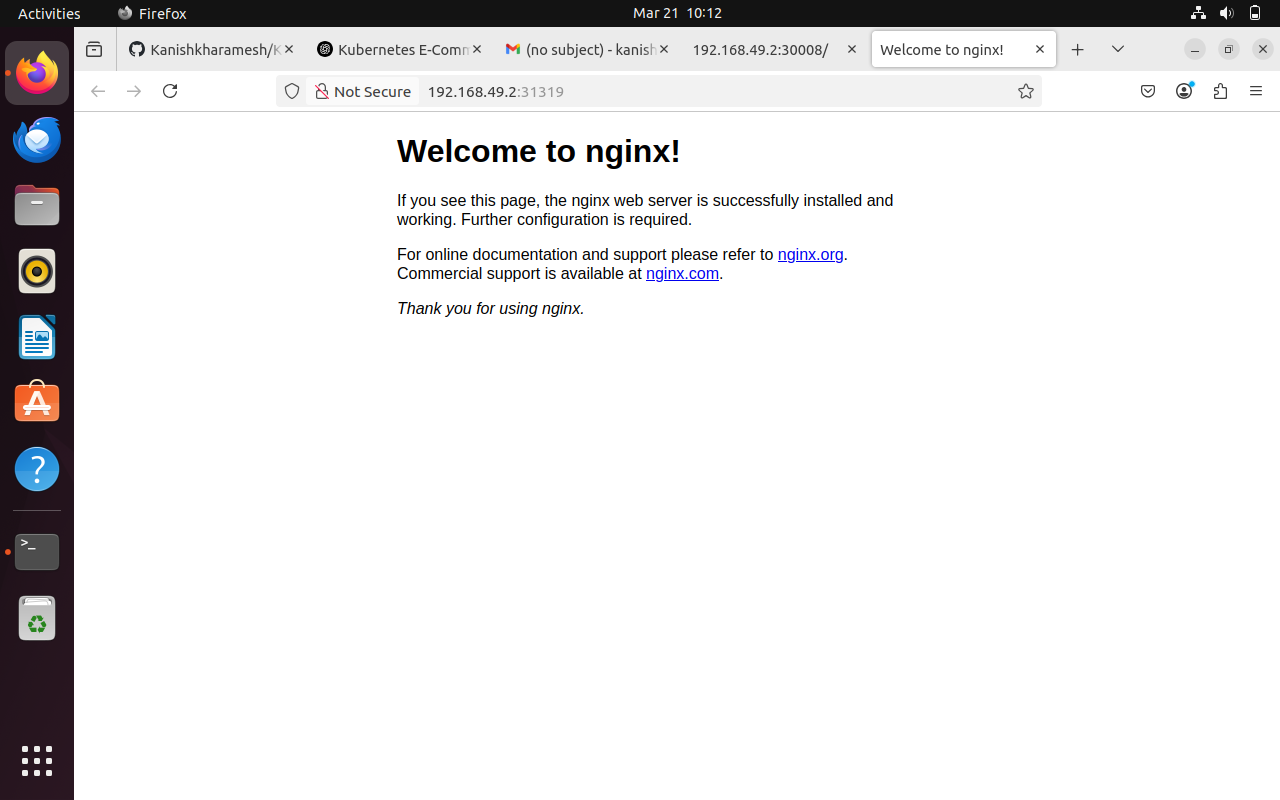 Activities
Firefox
Mar 21 10:12
Kanishkharamesh/K
Kubernetes E-Comm
(no subject) - kanish
192.168.49.2:30008/
Welcome to nginx!
Not Secure
192.168.49.2:31319
Welcome to nginx!
If you see this page, the nginx web server is successfully installed and
working. Further configuration is required.
For online documentation and support please refer to nginx.org.
Commercial support is available at nginx.com.
Thank you for using nginx.